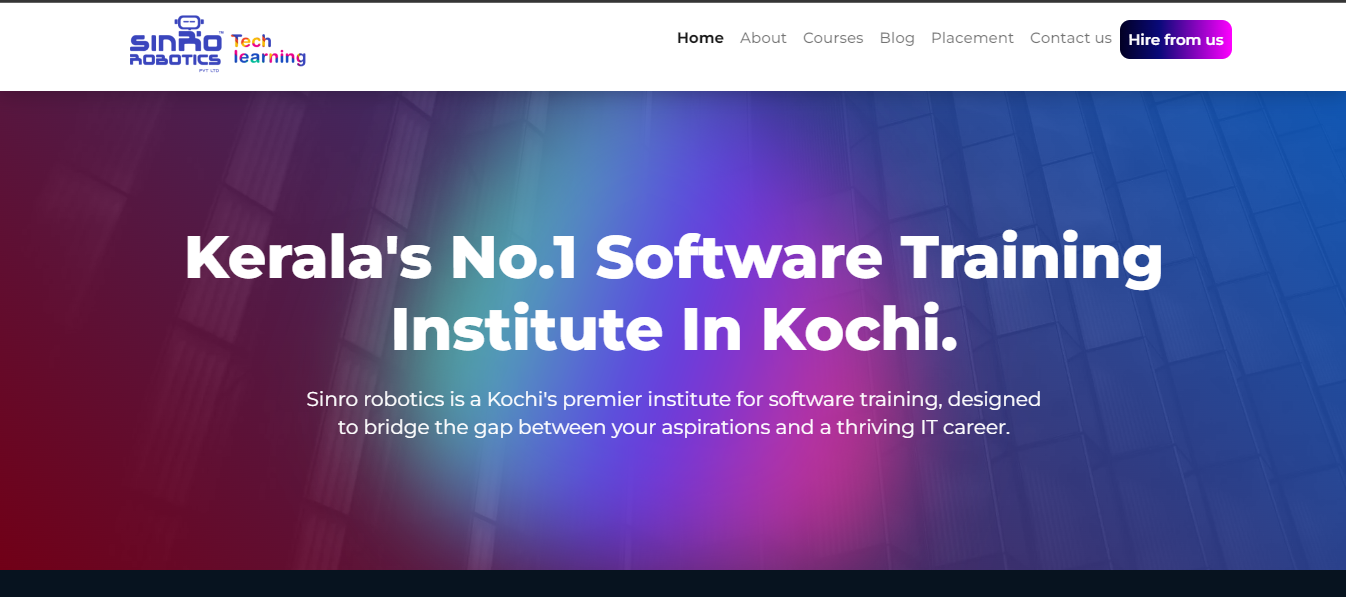 SINRO™
ROBOTICS
PVT LTD
Tech
learning
Home About Courses Blog Placement Contact us Hire from us
Kerala's No.1 Software Training
Institute In Kochi.
Sinro robotics is a Kochi's premier institute for software training, designed
to bridge the gap between your aspirations and a thriving IT career.